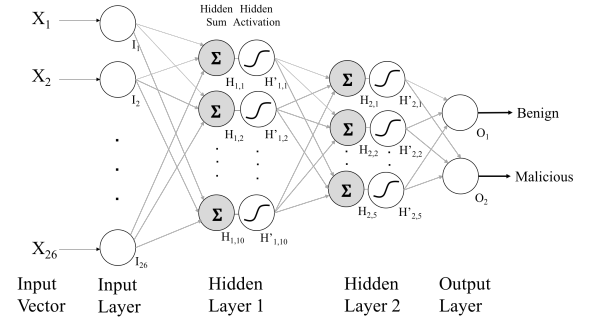 Hidden Sum
Hidden Activation
X1
I1
Σ
H1,1
H'1,1
X2
I2
Σ
H1,2
H'1,2
Σ
H2,1
H'2,1
Σ
H2,2
H'2,2
O1
Benign
Σ
H1,10
H'1,10
Σ
H2,5
H'2,5
O2
Malicious
X26
I26
Input Vector
Input Layer
Hidden Layer 1
Hidden Layer 2
Output Layer